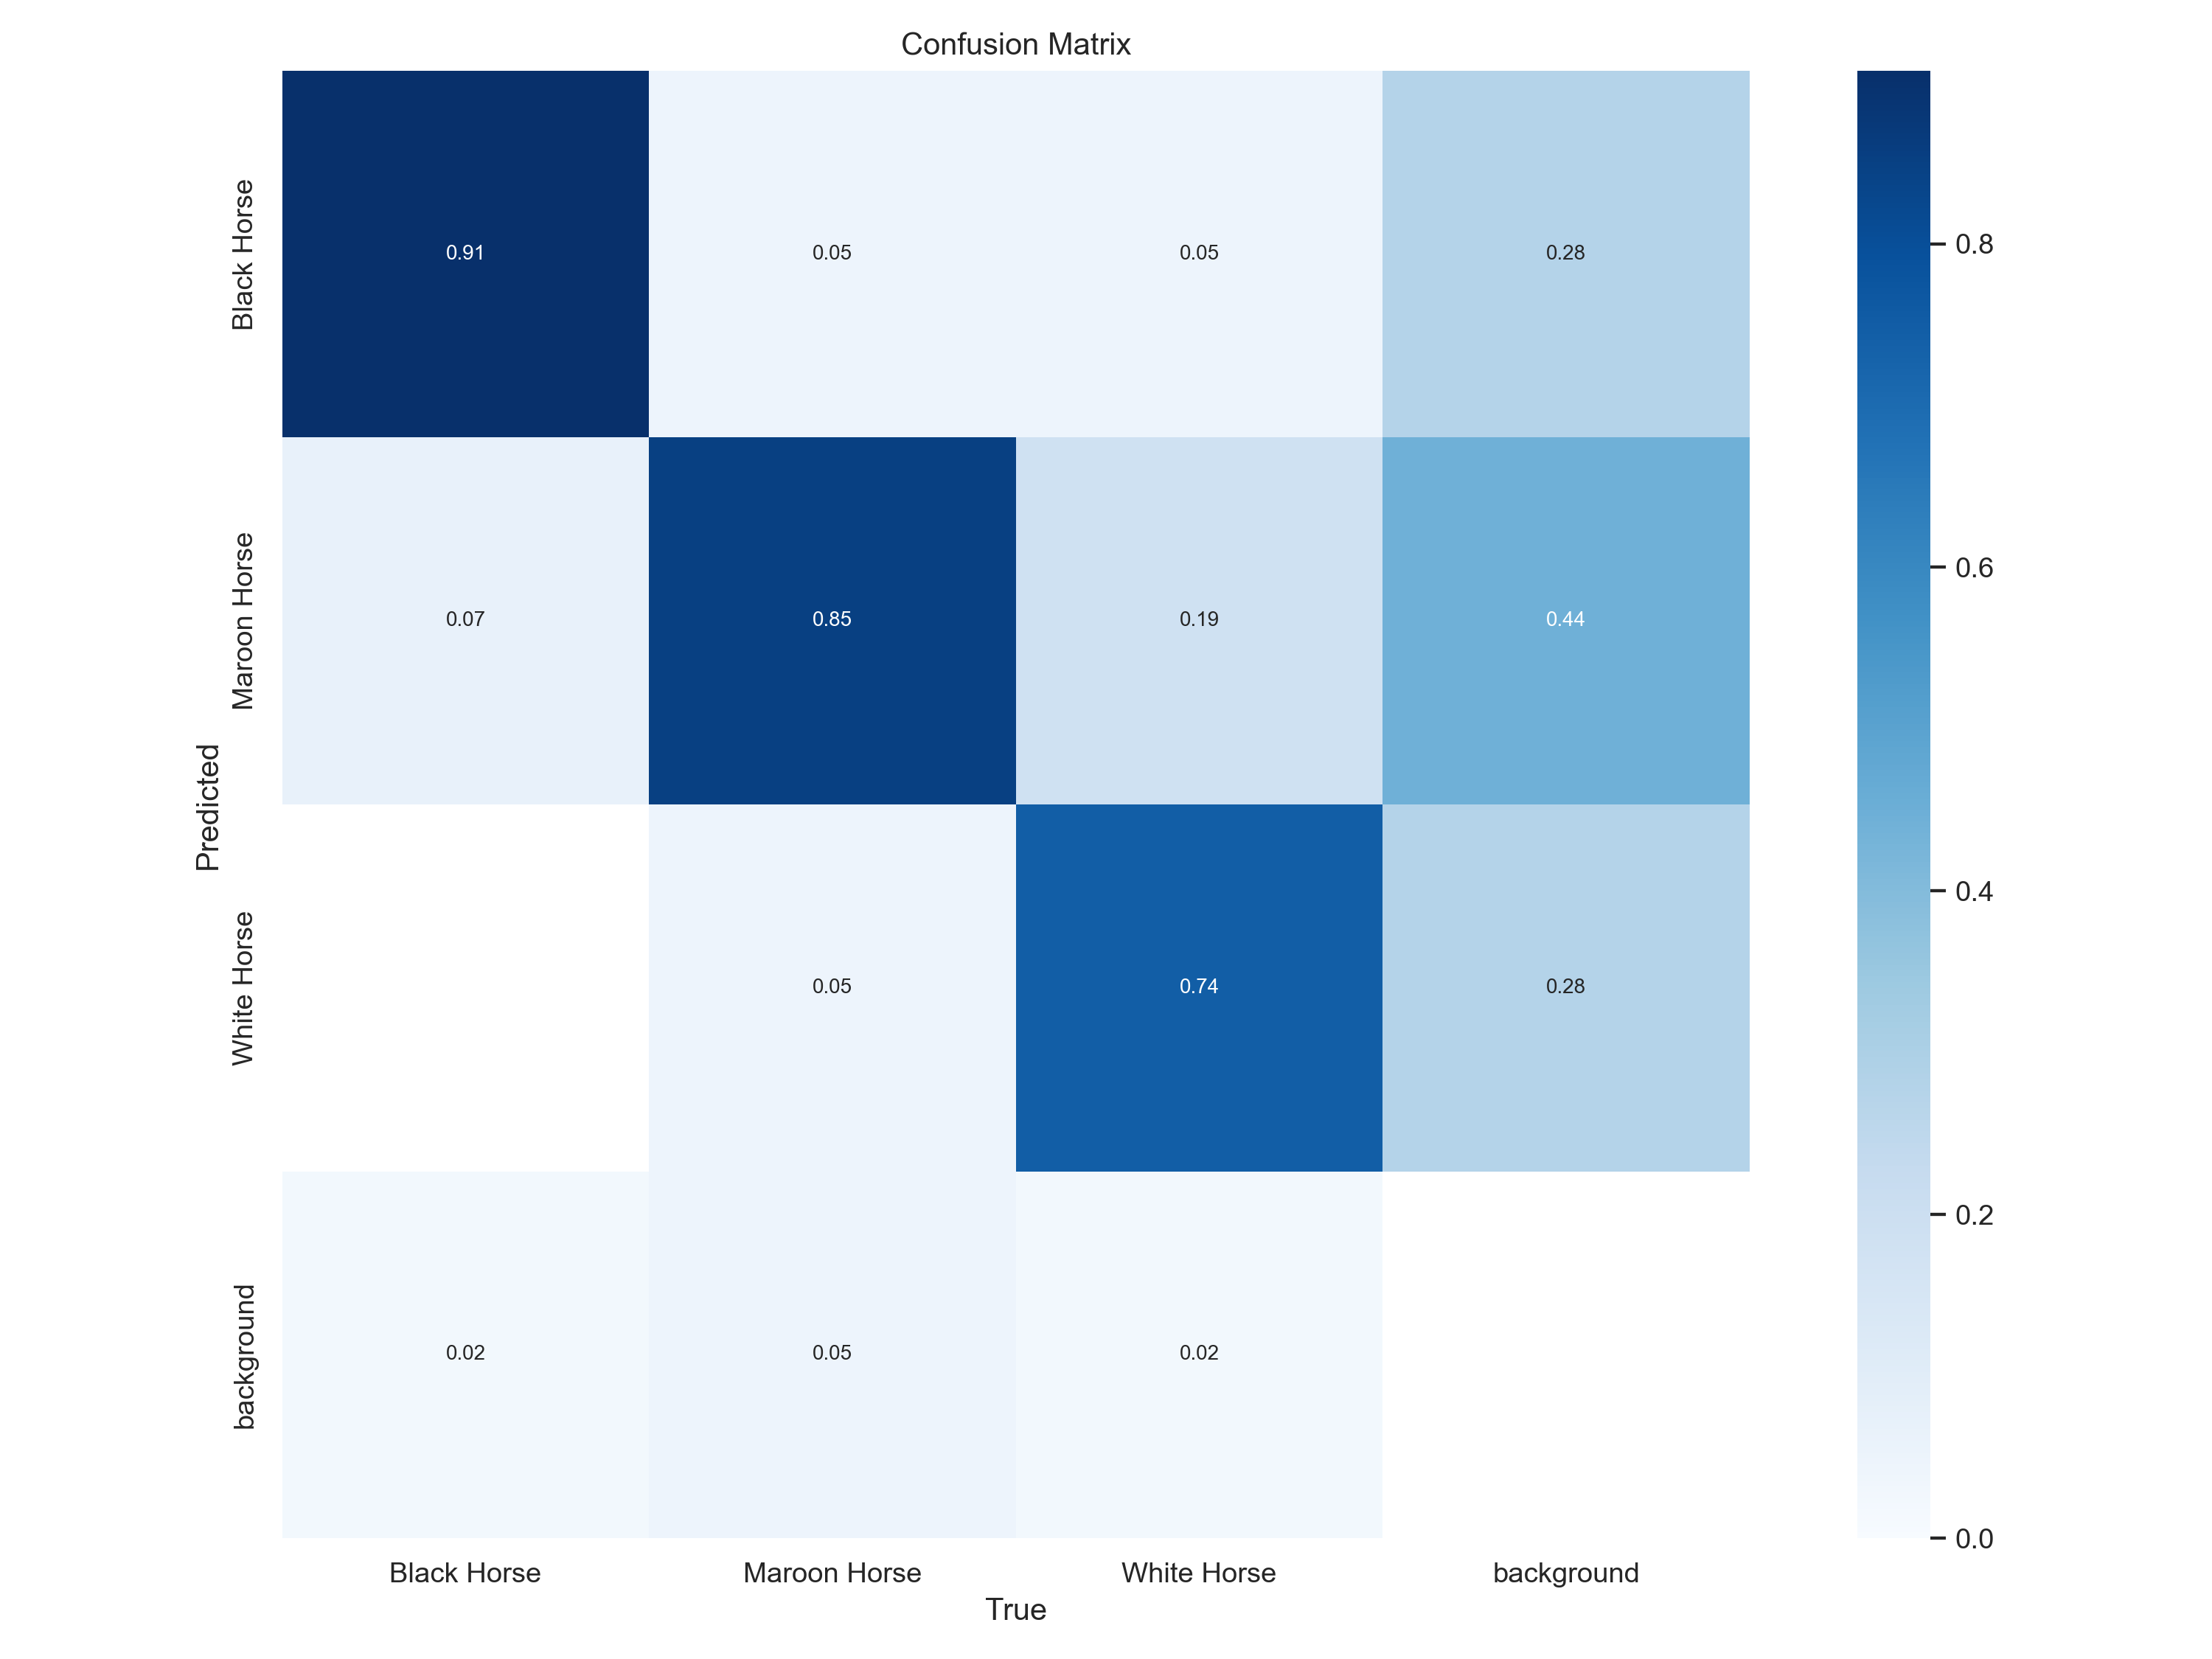 Confusion Matrix
Predicted
Black Horse
0.91
0.05
0.05
0.28
Maroon Horse
0.07
0.85
0.19
0.44
White Horse
0.05
0.74
0.28
background
0.02
0.05
0.02
Black Horse
Maroon Horse
White Horse
background
True
0.8
0.6
0.4
0.2
0.0